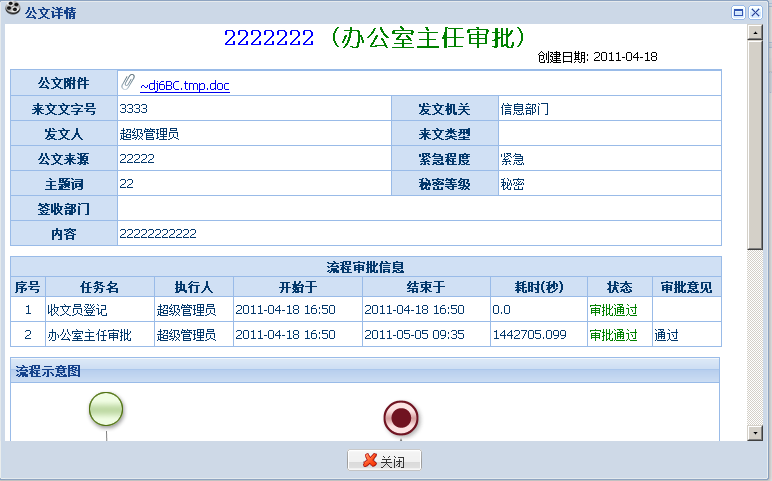 公文详情
2222222（办公室主任审批）
创建日期: 2011-04-18
公文附件 ~dj6BC.tmp.doc
来文文字号 3333 发文机关 信息部门
发文人 超级管理员 来文类型
公文来源 22222 紧急程度 紧急
主题词 22 秘密等级 秘密
签收部门
内容 22222222222
流程审批信息
序号 任务名 执行人 开始于 结束于 耗时(秒) 状态 审批意见
1 收文员登记 超级管理员 2011-04-18 16:50 2011-04-18 16:50 0.0 审批通过
2 办公室主任审批 超级管理员 2011-04-18 16:50 2011-05-05 09:35 1442705.099 审批通过 通过
流程示意图
关闭